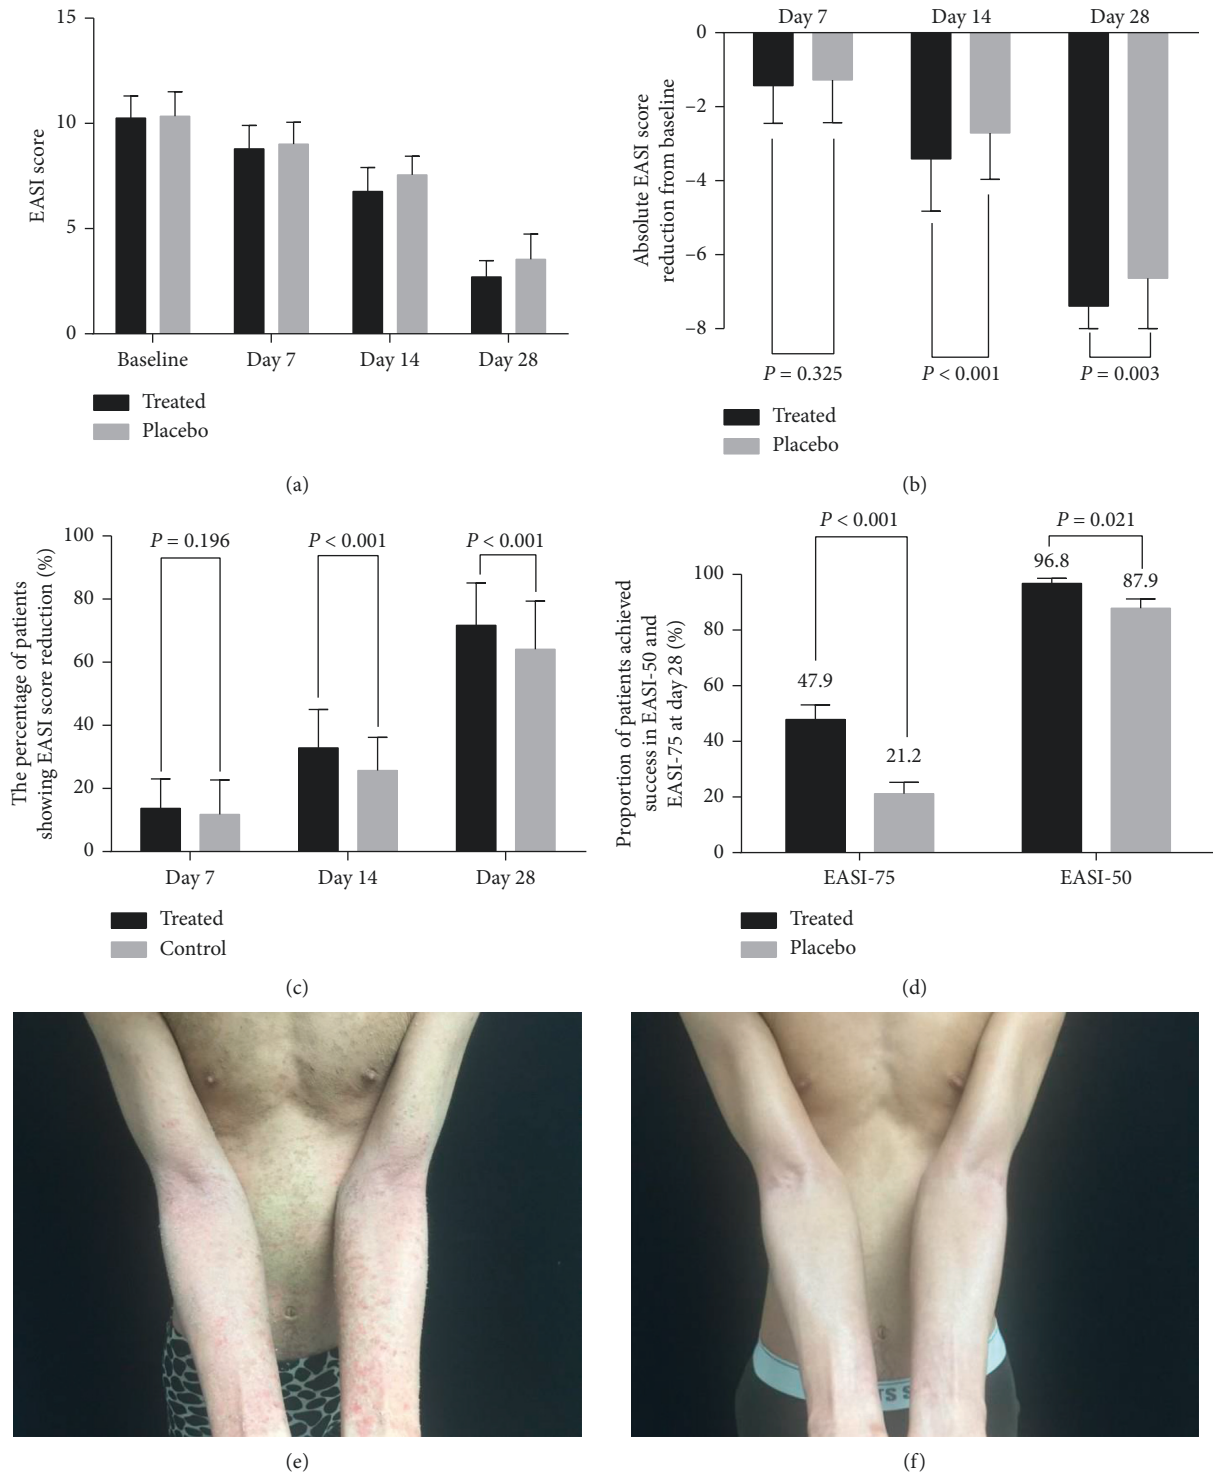 15
10
5
0
EASI score
Baseline
Day 7
Day 14
Day 28
Treated
Placebo
(a)
Day 7
Day 14
Day 28
0
−2
−4
−6
−8
Absolute EASI score
reduction from baseline
P = 0.325
P < 0.001
P = 0.003
Treated
Placebo
(b)
100
80
60
40
20
0
The percentage of patients
showing EASI score reduction (%)
P = 0.196
P < 0.001
P < 0.001
Day 7
Day 14
Day 28
Treated
Control
(c)
P < 0.001
P = 0.021
100
80
60
40
20
0
Proportion of patients achieved
success in EASI-50 and
EASI-75 at day 28 (%)
47.9
21.2
96.8
87.9
EASI-75
EASI-50
Treated
Placebo
(d)
(e)
TS S
(f)